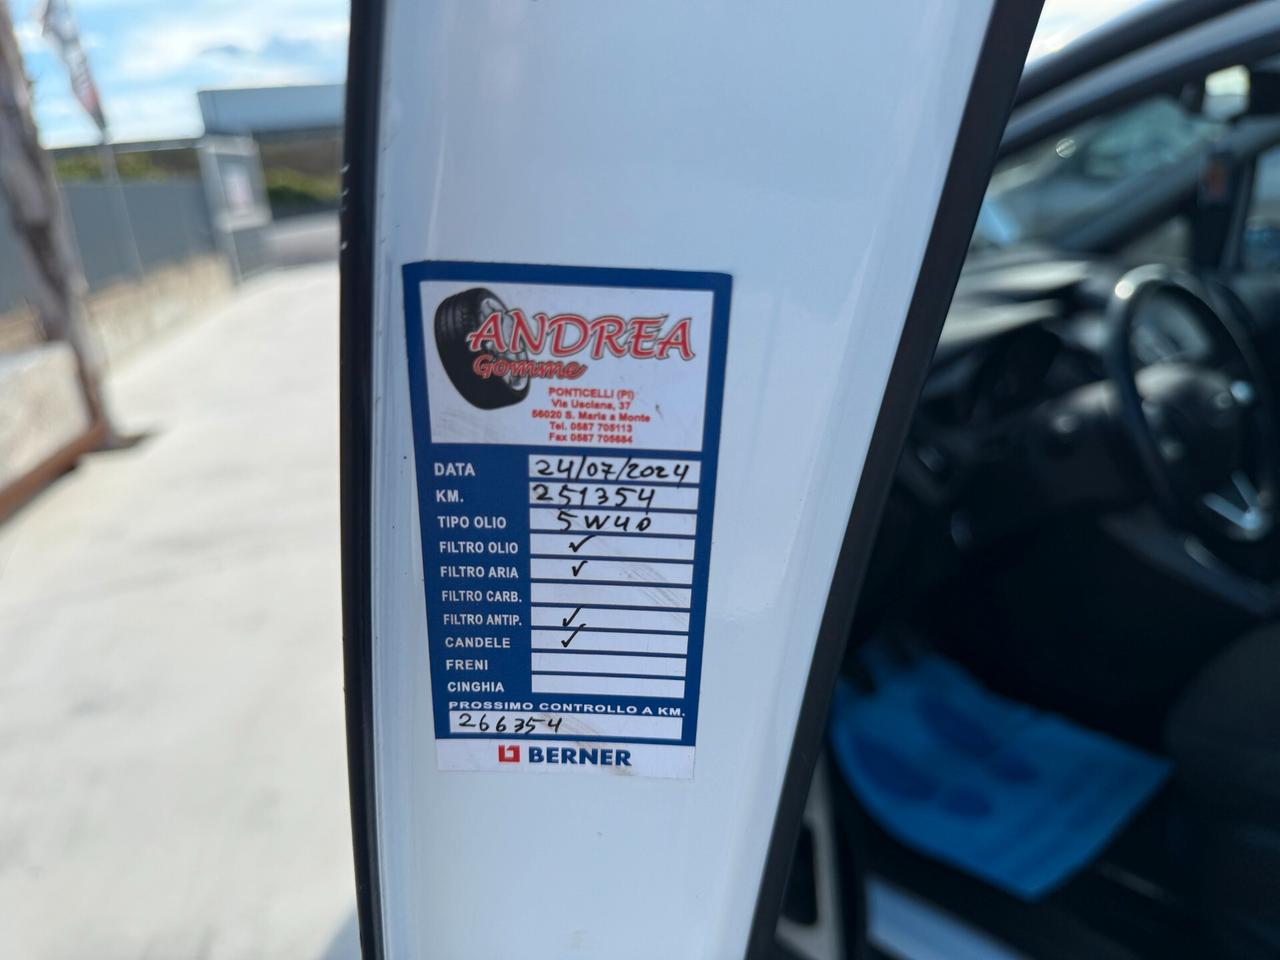 ANDREA
Gomme
PONTICELLI (PI)
Via Usciana, 37
56020 S. Maria a Monte
Tel. 0587 705113
Fax 0587 705684
DATA 24/07/2024
KM. 251354
TIPO OLIO 5W40
FILTRO OLIO ✓
FILTRO ARIA ✓
FILTRO CARB.
FILTRO ANTIP. ✓
CANDELE ✓
FRENI
CINGHIA
PROSSIMO CONTROLLO A KM.
266354
BERNER